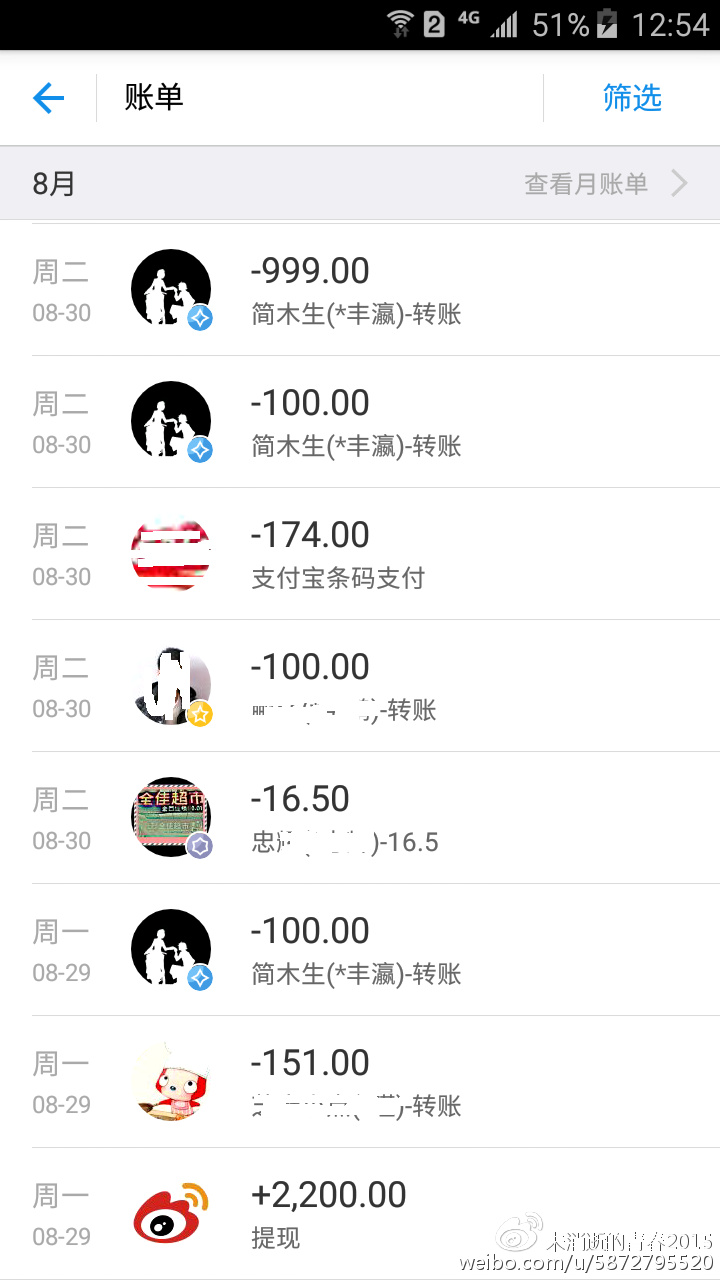 2 4G 51% 12:54
账单 筛选
8月 查看月账单
周二 -999.00
08-30 简木生(*丰瀛)-转账
周二 -100.00
08-30 简木生(*丰瀛)-转账
周二 -174.00
08-30 支付宝条码支付
周二 -100.00
08-30 -转账
全佳超市
周二 -16.50
08-30 忠 )-16.5
周一 -100.00
08-29 简木生(*丰瀛)-转账
周一 -151.00
08-29 )-转账
周一 +2,200.00
08-29 提现
未消逝的青春2015
weibo.com/u/5872795520